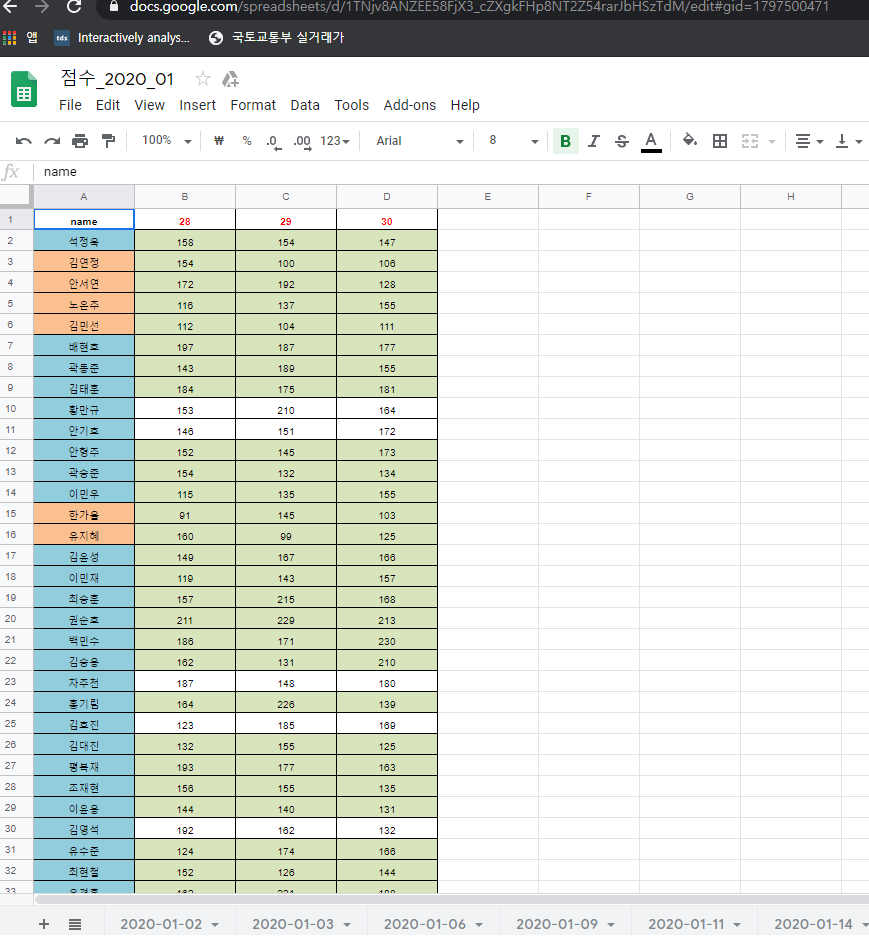 docs.google.com/spreadsheets/d/1TNjv8ANZEE58FjX3_cZXgkFHp8NT2Z54rarJbHSzTdM/edit#gid=1797500471
앱 tds Interactively analys... 국토교통부 실거래가
점수_2020_01
File Edit View Insert Format Data Tools Add-ons Help
100% ₩ % .0 .00 123 Arial 8 B I S A
fx name
A B C D E F G H
1 name 28 29 30
2 석정욱 158 154 147
3 김연정 154 100 106
4 안서연 172 192 128
5 노은주 116 137 155
6 김민선 112 104 111
7 배현호 197 187 177
8 곽동준 143 189 155
9 김태훈 184 175 181
10 황만규 153 210 164
11 안기호 146 151 172
12 안형주 152 145 173
13 곽승준 154 132 134
14 이민우 115 135 155
15 한가을 91 145 103
16 유지혜 160 99 125
17 김윤성 149 167 166
18 이민재 119 143 157
19 최승훈 157 215 168
20 권순호 211 229 213
21 백민수 186 171 230
22 김승용 162 131 210
23 차주천 187 148 180
24 홍기림 164 226 139
25 김효진 123 185 169
26 김대진 132 155 125
27 평복재 193 177 163
28 조재현 156 155 135
29 이윤용 144 140 131
30 김영석 192 162 132
31 유수준 124 174 166
32 최현철 152 126 144
33
2020-01-02 2020-01-03 2020-01-06 2020-01-09 2020-01-11 2020-01-14